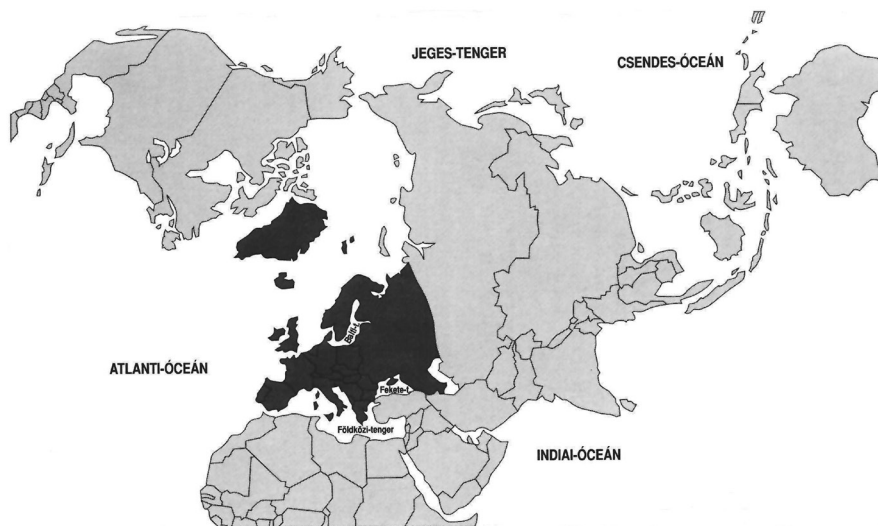 JEGES-TENGER
CSENDES-ÓCEÁN
Balti-t.
ATLANTI-ÓCEÁN
Fekete-t.
Földközi-tenger
INDIAI-ÓCEÁN